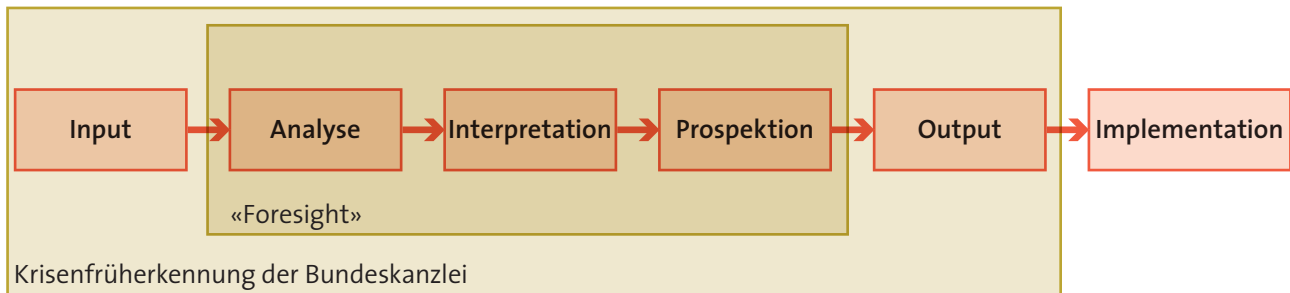 Input
Analyse
Interpretation
Prospektion
Output
Implementation
«Foresight»
Krisenfrüherkennung der Bundeskanzlei